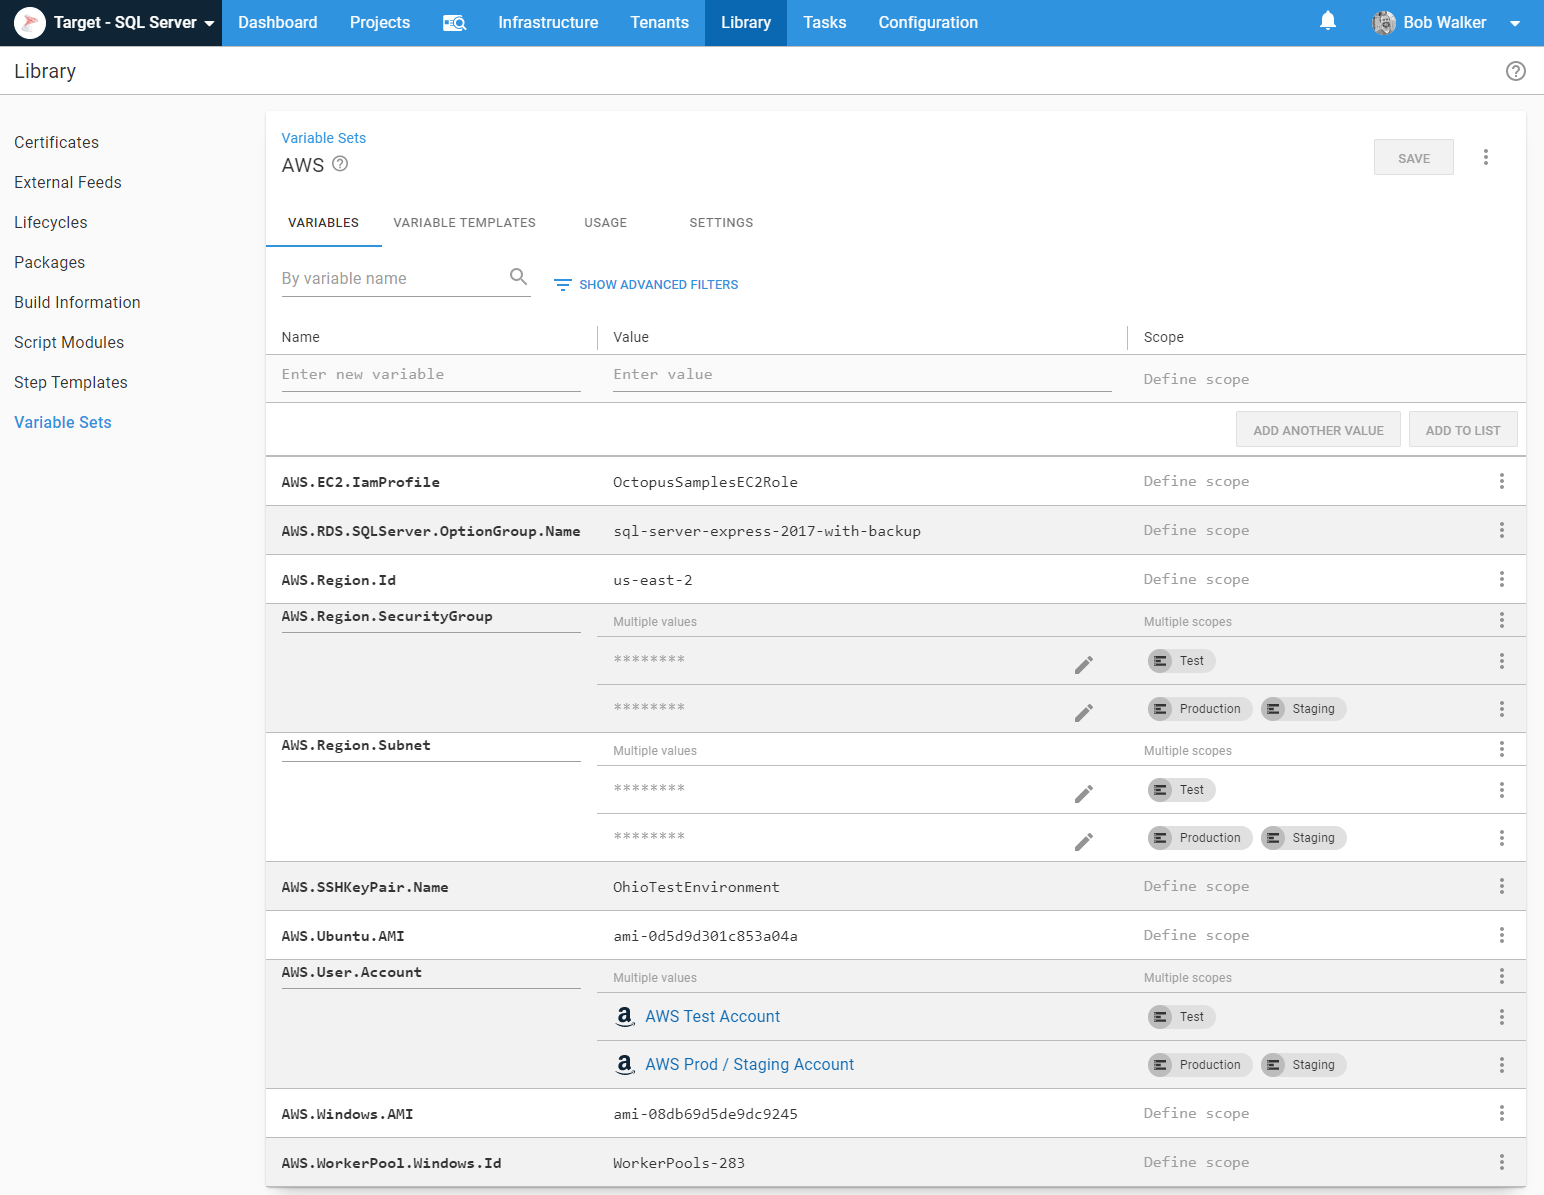 Target - SQL Server Dashboard Projects Infrastructure Tenants Library Tasks Configuration Bob Walker
Library
Certificates
External Feeds
Lifecycles
Packages
Build Information
Script Modules
Step Templates
Variable Sets
Variable Sets
AWS
SAVE
VARIABLES VARIABLE TEMPLATES USAGE SETTINGS
By variable name SHOW ADVANCED FILTERS
Name Value Scope
Enter new variable Enter value Define scope
ADD ANOTHER VALUE ADD TO LIST
AWS.EC2.IamProfile OctopusSamplesEC2Role Define scope
AWS.RDS.SQLServer.OptionGroup.Name sql-server-express-2017-with-backup Define scope
AWS.Region.Id us-east-2 Define scope
AWS.Region.SecurityGroup Multiple values Multiple scopes
******** Test
******** Production Staging
AWS.Region.Subnet Multiple values Multiple scopes
******** Test
******** Production Staging
AWS.SSHKeyPair.Name OhioTestEnvironment Define scope
AWS.Ubuntu.AMI ami-0d5d9d301c853a04a Define scope
AWS.User.Account Multiple values Multiple scopes
AWS Test Account Test
AWS Prod / Staging Account Production Staging
AWS.Windows.AMI ami-08db69d5de9dc9245 Define scope
AWS.WorkerPool.Windows.Id WorkerPools-283 Define scope